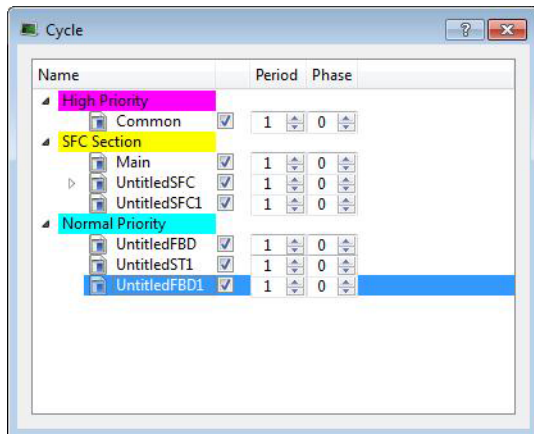 Cycle
Name Period Phase
High Priority
Common 1 0
SFC Section
Main 1 0
UntitledSFC 1 0
UntitledSFC1 1 0
Normal Priority
UntitledFBD 1 0
UntitledST1 1 0
UntitledFBD1 1 0